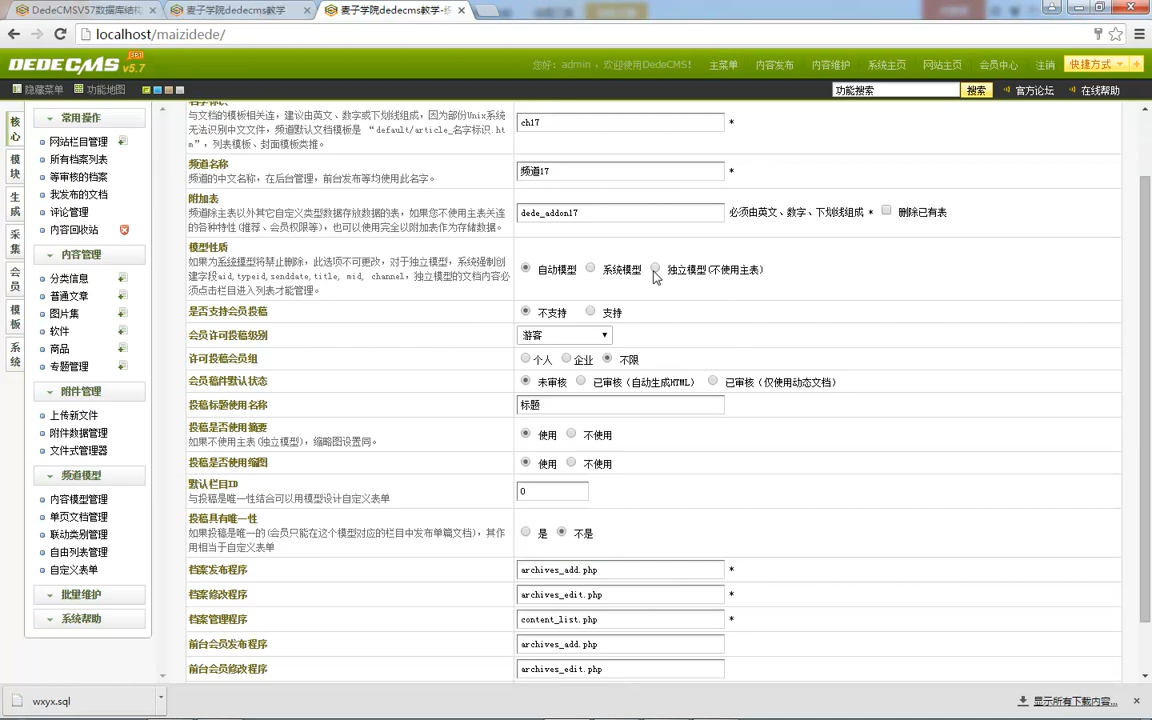 DedeCMSV57数据库结构
麦子学院dedecms教学
麦子学院dedecms教学-
localhost/maizidede/
DEDECMS v5.7 SP1
您好: admin ，欢迎使用DedeCMS!
主菜单
内容发布
内容维护
系统主页
网站主页
会员中心
注销
快捷方式
隐藏菜单
功能地图
功能搜索
搜索
官方论坛
在线帮助
核心
模块
生成
采集
会员
模板
系统
常用操作
网站栏目管理
所有档案列表
等审核的档案
我发布的文档
评论管理
内容回收站
内容管理
分类信息
普通文章
图片集
软件
商品
专题管理
附件管理
上传新文件
附件数据管理
文件式管理器
频道模型
内容模型管理
单页文档管理
联动类别管理
自由列表管理
自定义表单
批量维护
系统帮助
名字标识
与文档的模板相关连，建议由英文、数字或下划线组成，因为部份Unix系统
无法识别中文文件，频道默认文档模板是 “default/article_名字标识.ht
m”，列表模板、封面模板类推。
ch17 *
频道名称
频道的中文名称，在后台管理，前台发布等均使用此名字。
频道17 *
附加表
频道除主表以外其它自定义类型数据存放数据的表，如果您不使用主表关连
的各种特性(推荐、会员权限等)，也可以使用完全以附加表作为存储数据。
dede_addon17 必须由英文、数字、下划线组成 * 删除已有表
模型性质
如果为系统模型将禁止删除，此选项不可更改，对于独立模型，系统强制创
建字段aid,typeid,senddate,title, mid, channel，独立模型的文档内容必
须点击栏目进入列表才能管理。
自动模型 系统模型 独立模型(不使用主表)
是否支持会员投稿
不支持 支持
会员许可投稿级别
游客
许可投稿会员组
个人 企业 不限
会员稿件默认状态
未审核 已审核（自动生成HTML） 已审核（仅使用动态文档）
投稿标题使用名称
标题
投稿是否使用摘要
如果不使用主表(独立模型)，缩略图设置同。
使用 不使用
投稿是否使用缩图
使用 不使用
默认栏目ID
与投稿是唯一性结合可以用模型设计自定义表单
0
投稿具有唯一性
如果投稿是唯一的(会员只能在这个模型对应的栏目中发布单篇文档)，其作
用相当于自定义表单
是 不是
档案发布程序
archives_add.php *
档案修改程序
archives_edit.php *
档案管理程序
content_list.php *
前台会员发布程序
archives_add.php
前台会员修改程序
archives_edit.php
wxyx.sql
显示所有下载内容...